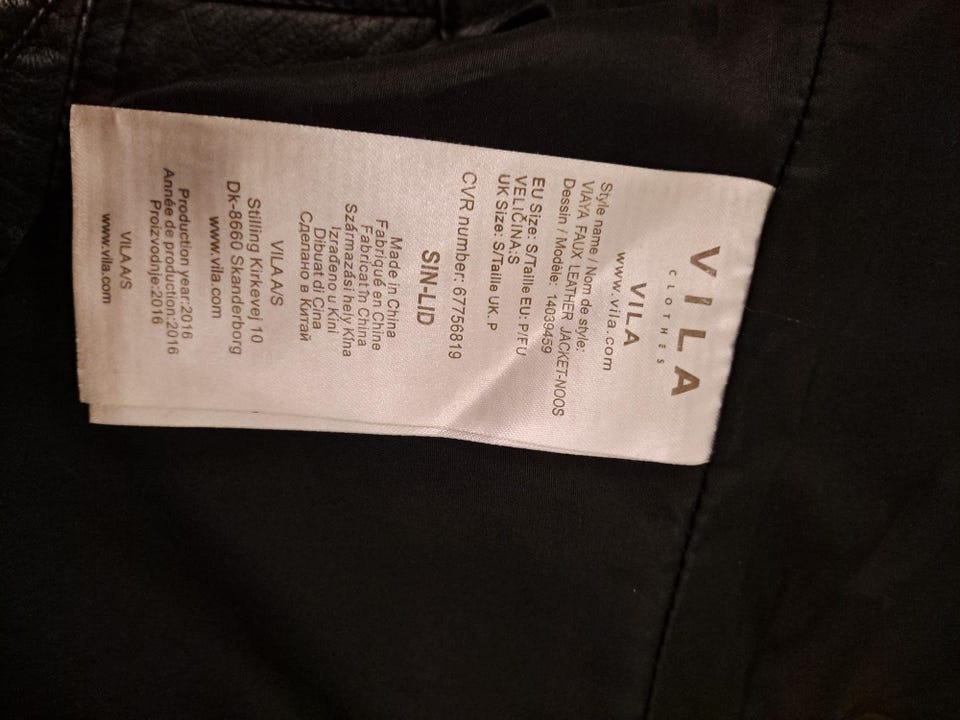 VILA
CLOTHES
VILA
www.vila.com
Style name / Nom de style:
VIAYA FAUX LEATHER JACKET-NOOS
Dessin / Modèle: 14039459
EU Size: S/Taille EU: P/EU
VELIČINA:S
UK Size: S/Taille UK. P
CVR number: 67756819
SIN-LID
Made in China
Fabriqué en Chine
Fabricat în China
Származási hely Kína
Izrađeno u Kini
Dibuat di Cina
Сделано в Китай
VILA A/S
Stilling Kirkevej 10
Dk-8660 Skanderborg
www.vila.com
Production year:2016
Année de production:2016
Proizvodnje:2016
VILA A/S
www.vila.com